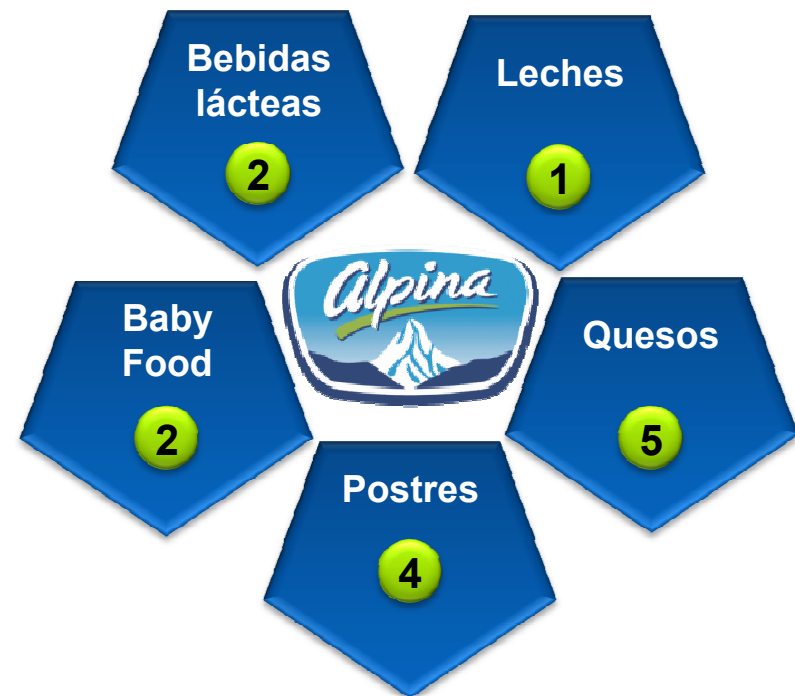 Bebidas
lácteas
2
Leches
1
alpina
Baby
Food
2
Quesos
5
Postres
4